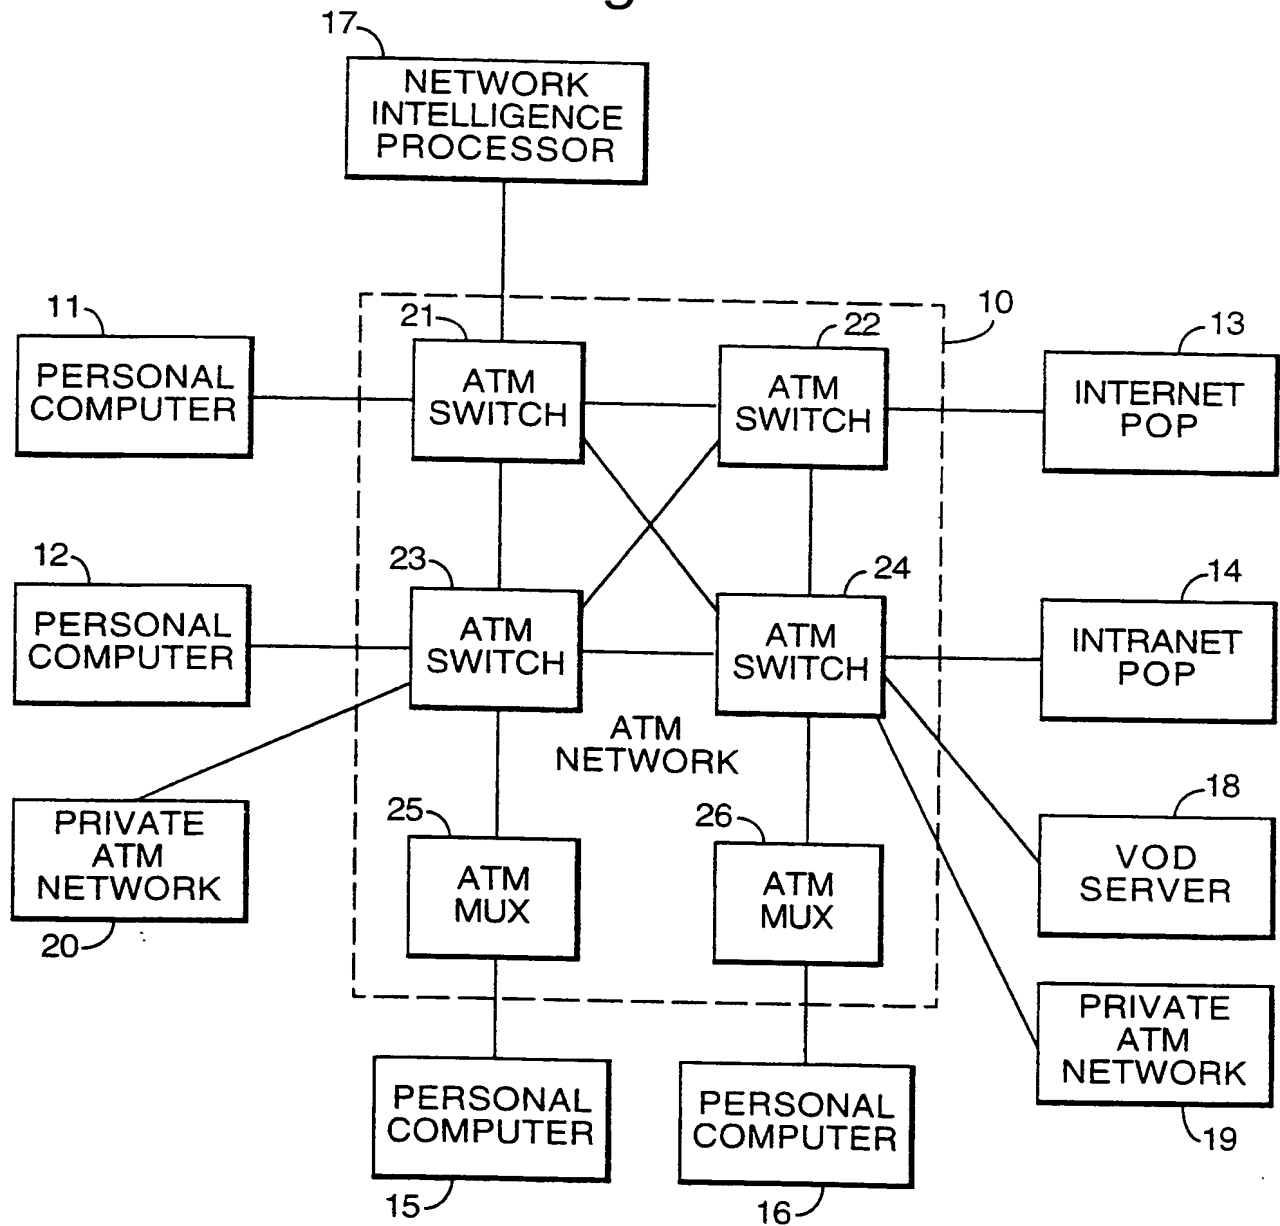 17
NETWORK
INTELLIGENCE
PROCESSOR
11
21
22
10
13
PERSONAL
COMPUTER
ATM
SWITCH
ATM
SWITCH
INTERNET
POP
12
23
24
14
PERSONAL
COMPUTER
ATM
SWITCH
ATM
SWITCH
INTRANET
POP
ATM
NETWORK
PRIVATE
ATM
NETWORK
20
25
26
18
ATM
MUX
ATM
MUX
VOD
SERVER
PRIVATE
ATM
NETWORK
19
PERSONAL
COMPUTER
15
PERSONAL
COMPUTER
16